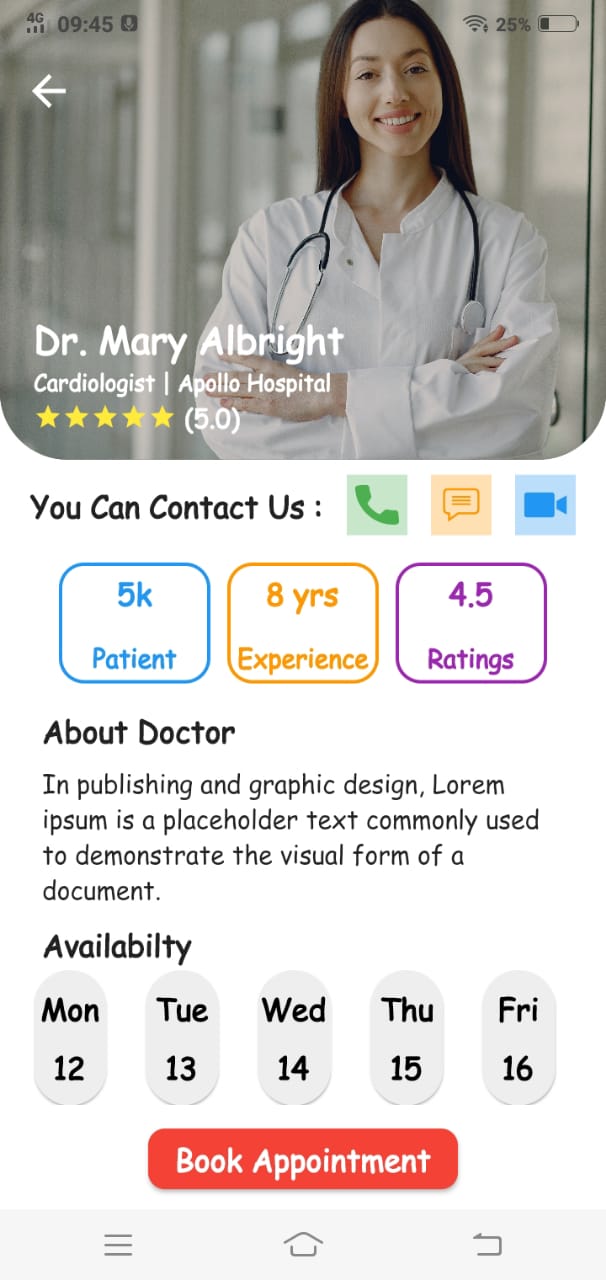 4G 09:45 25%
Dr. Mary Albright
Cardiologist | Apollo Hospital
(5.0)
You Can Contact Us :
5k 8 yrs 4.5
Patient Experience Ratings
About Doctor
In publishing and graphic design, Lorem
ipsum is a placeholder text commonly used
to demonstrate the visual form of a
document.
Availabilty
Mon Tue Wed Thu Fri
12 13 14 15 16
Book Appointment